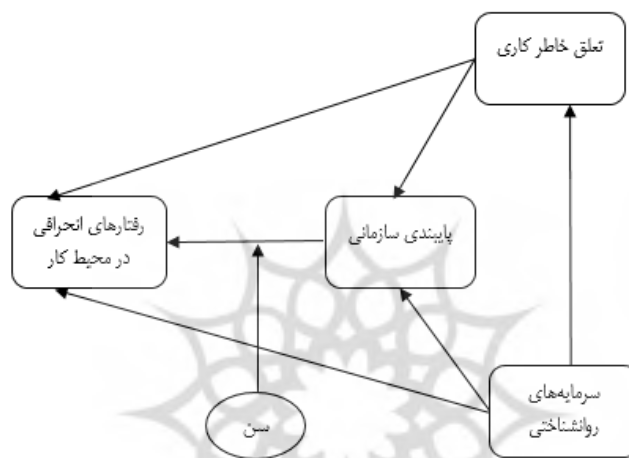 تعلق خاطر کاری
رفتارهای انحرافی
در محیط کار
پایبندی سازمانی
سرمایه‌های
روانشناختی
سن